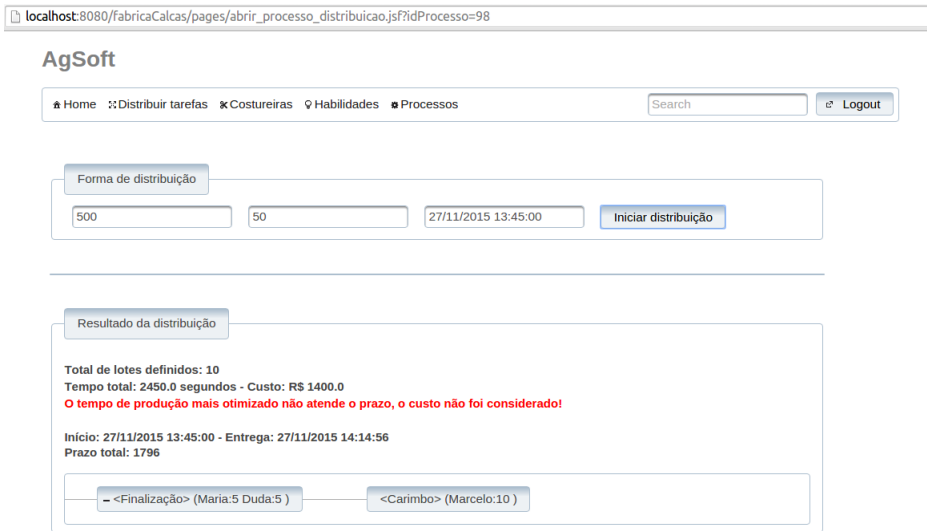 localhost:8080/fabricaCalcas/pages/abrir_processo_distribuicao.jsf?idProcesso=98
AgSoft
Home Distribuir tarefas Costureiras Habilidades Processos Search Logout
Forma de distribuição
500 50 27/11/2015 13:45:00 Iniciar distribuição
Resultado da distribuição
Total de lotes definidos: 10
Tempo total: 2450.0 segundos - Custo: R$ 1400.0
O tempo de produção mais otimizado não atende o prazo, o custo não foi considerado!
Início: 27/11/2015 13:45:00 - Entrega: 27/11/2015 14:14:56
Prazo total: 1796
– <Finalização> (Maria:5 Duda:5 ) <Carimbo> (Marcelo:10 )